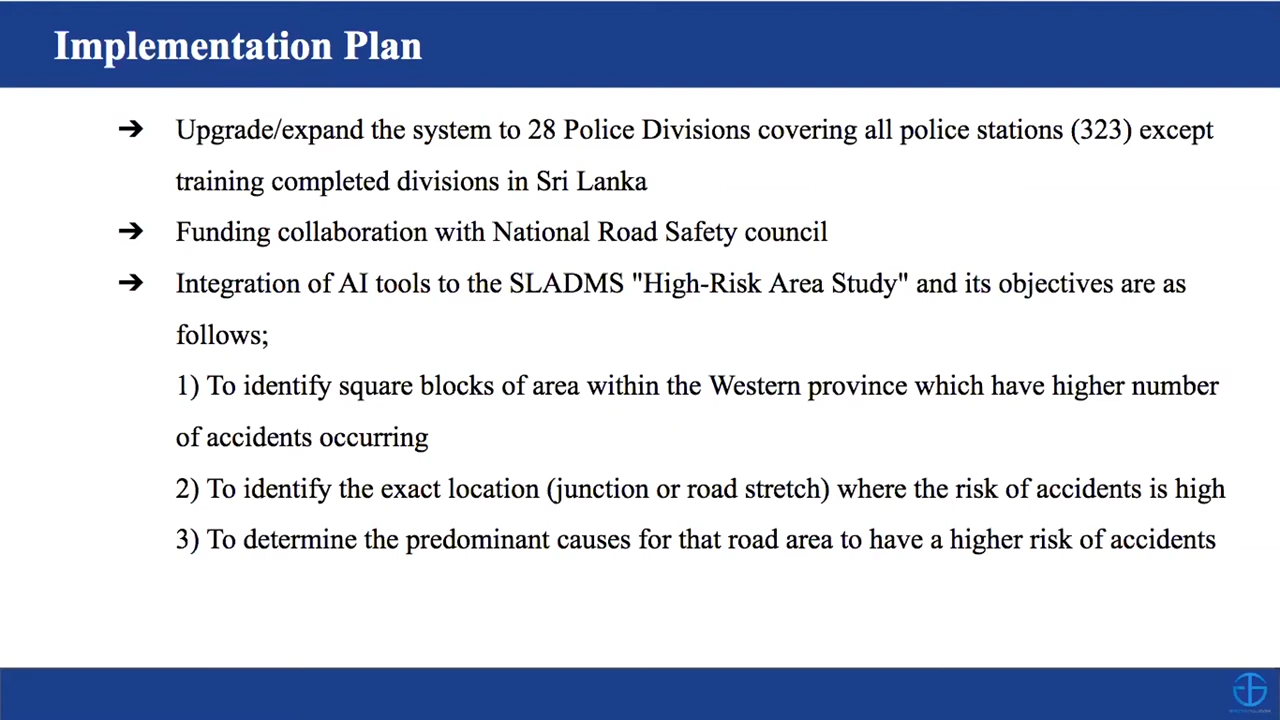 Implementation Plan
➔ Upgrade/expand the system to 28 Police Divisions covering all police stations (323) except
training completed divisions in Sri Lanka
➔ Funding collaboration with National Road Safety council
➔ Integration of AI tools to the SLADMS "High-Risk Area Study" and its objectives are as
follows;
1) To identify square blocks of area within the Western province which have higher number
of accidents occurring
2) To identify the exact location (junction or road stretch) where the risk of accidents is high
3) To determine the predominant causes for that road area to have a higher risk of accidents